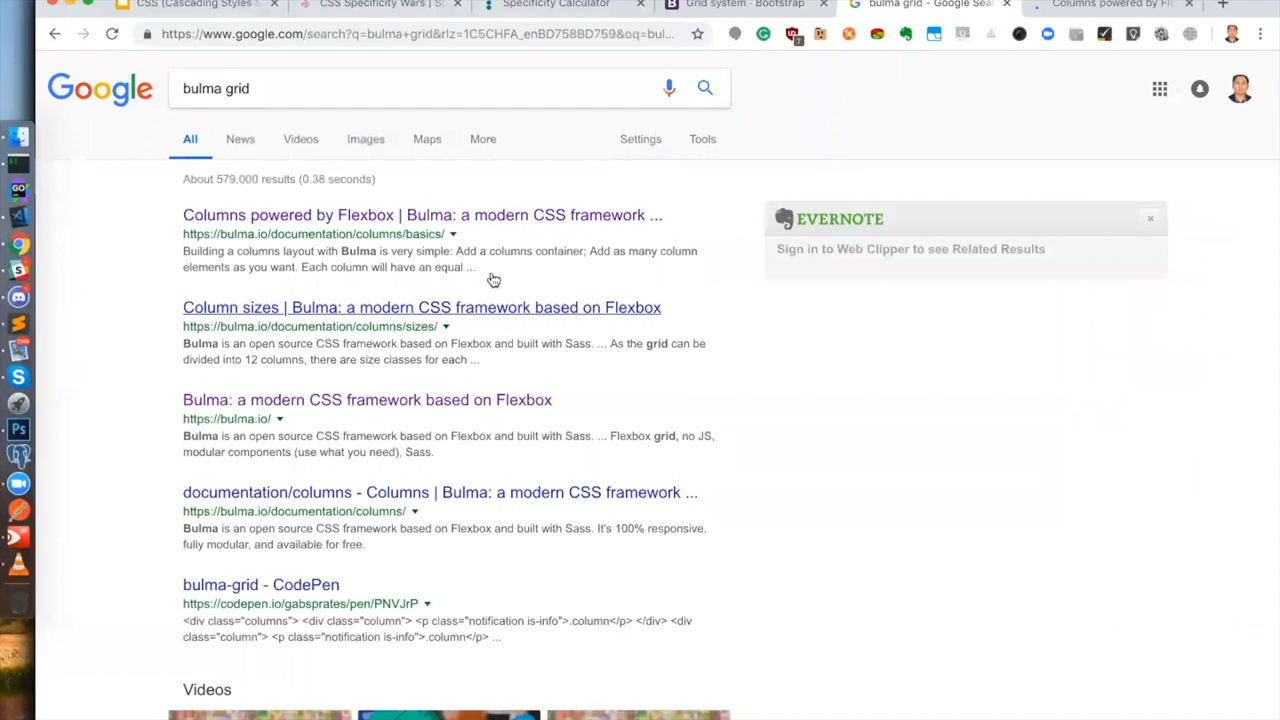 CSS (Cascading Styles S
CSS Specificity Wars | S
Specificity Calculator
Grid system · Bootstrap
bulma grid - Google Sear
Columns powered by Fle
https://www.google.com/search?q=bulma+grid&rlz=1C5CHFA_enBD758BD759&oq=bul...
7
Google
bulma grid
All News Videos Images Maps More Settings Tools
About 579,000 results (0.38 seconds)
Columns powered by Flexbox | Bulma: a modern CSS framework ...
https://bulma.io/documentation/columns/basics/
Building a columns layout with Bulma is very simple: Add a columns container; Add as many column
elements as you want. Each column will have an equal ...
EVERNOTE
Sign in to Web Clipper to see Related Results
Column sizes | Bulma: a modern CSS framework based on Flexbox
https://bulma.io/documentation/columns/sizes/
Bulma is an open source CSS framework based on Flexbox and built with Sass. ... As the grid can be
divided into 12 columns, there are size classes for each ...
Bulma: a modern CSS framework based on Flexbox
https://bulma.io/
Bulma is an open source CSS framework based on Flexbox and built with Sass. ... Flexbox grid, no JS,
modular components (use what you need), Sass.
documentation/columns - Columns | Bulma: a modern CSS framework ...
https://bulma.io/documentation/columns/
Bulma is an open source CSS framework based on Flexbox and built with Sass. It's 100% responsive,
fully modular, and available for free.
bulma-grid - CodePen
https://codepen.io/gabsprates/pen/PNVJrP
<div class="columns"> <div class="column"> <p class="notification is-info">.column</p> </div> <div
class="column"> <p class="notification is-info">.column</p> ...
Videos
GO
Ps